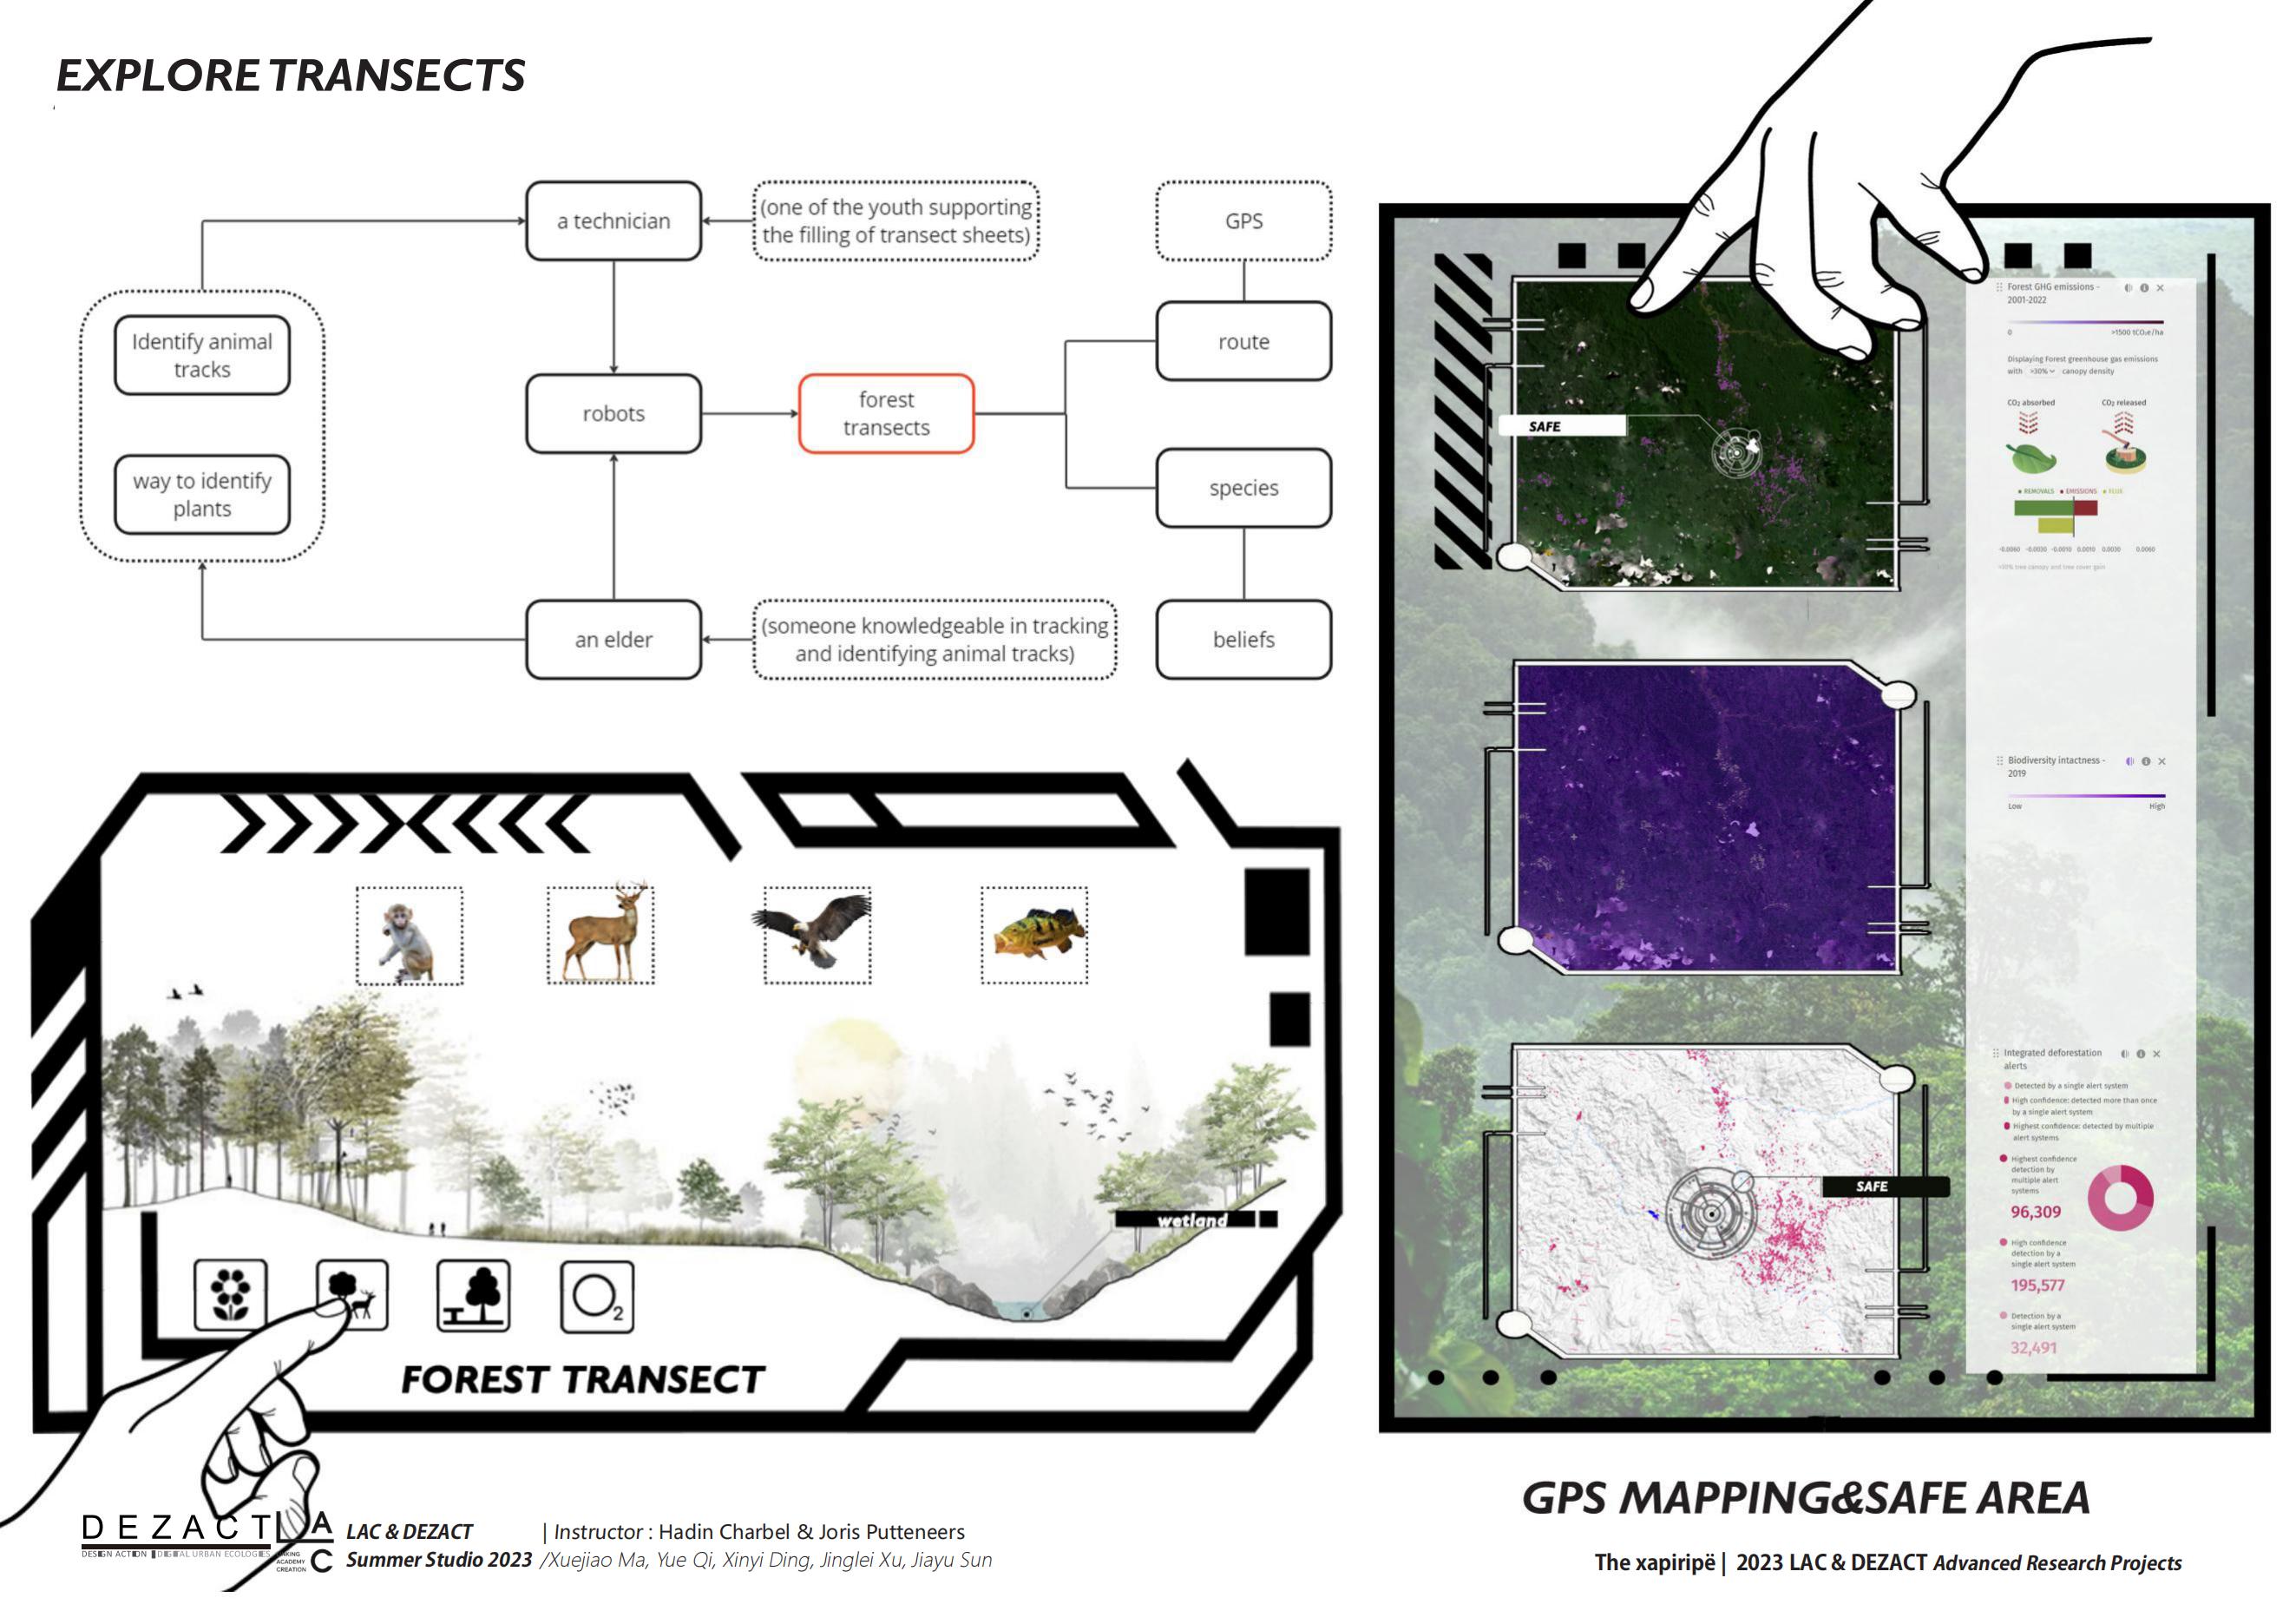 EXPLORE TRANSECTS
a technician
(one of the youth supporting
the filling of transect sheets)
GPS
Identify animal
tracks
way to identify
plants
robots
forest
transects
route
species
an elder
(someone knowledgeable in tracking
and identifying animal tracks)
beliefs
wetland
O2
FOREST TRANSECT
SAFE
Forest GHG emissions -
2001-2022
0
>1500 tCO₂e/ha
Displaying Forest greenhouse gas emissions
with >30% canopy density
CO₂ absorbed
CO₂ released
REMOVALS
EMISSIONS
FLUX
-0.0060 -0.0030 -0.0010 0.0010 0.0030 0.0060
>30% tree canopy and tree cover gain
Biodiversity intactness -
2019
Low
High
SAFE
Integrated deforestation
alerts
Detected by a single alert system
High confidence: detected more than once
by a single alert system
Highest confidence: detected by multiple
alert systems
Highest confidence
detection by
multiple alert
systems
96,309
High confidence
detection by a
single alert system
195,577
Detection by a
single alert system
32,491
GPS MAPPING&SAFE AREA
DEZACT
DESIGN ACTION DIGITAL URBAN ECOLOGIES
LA
C
ACADEMY
CREATION
LAC & DEZACT | Instructor : Hadin Charbel & Joris Putteneers
Summer Studio 2023 /Xuejiao Ma, Yue Qi, Xinyi Ding, Jinglei Xu, Jiayu Sun
The xapiripë | 2023 LAC & DEZACT Advanced Research Projects